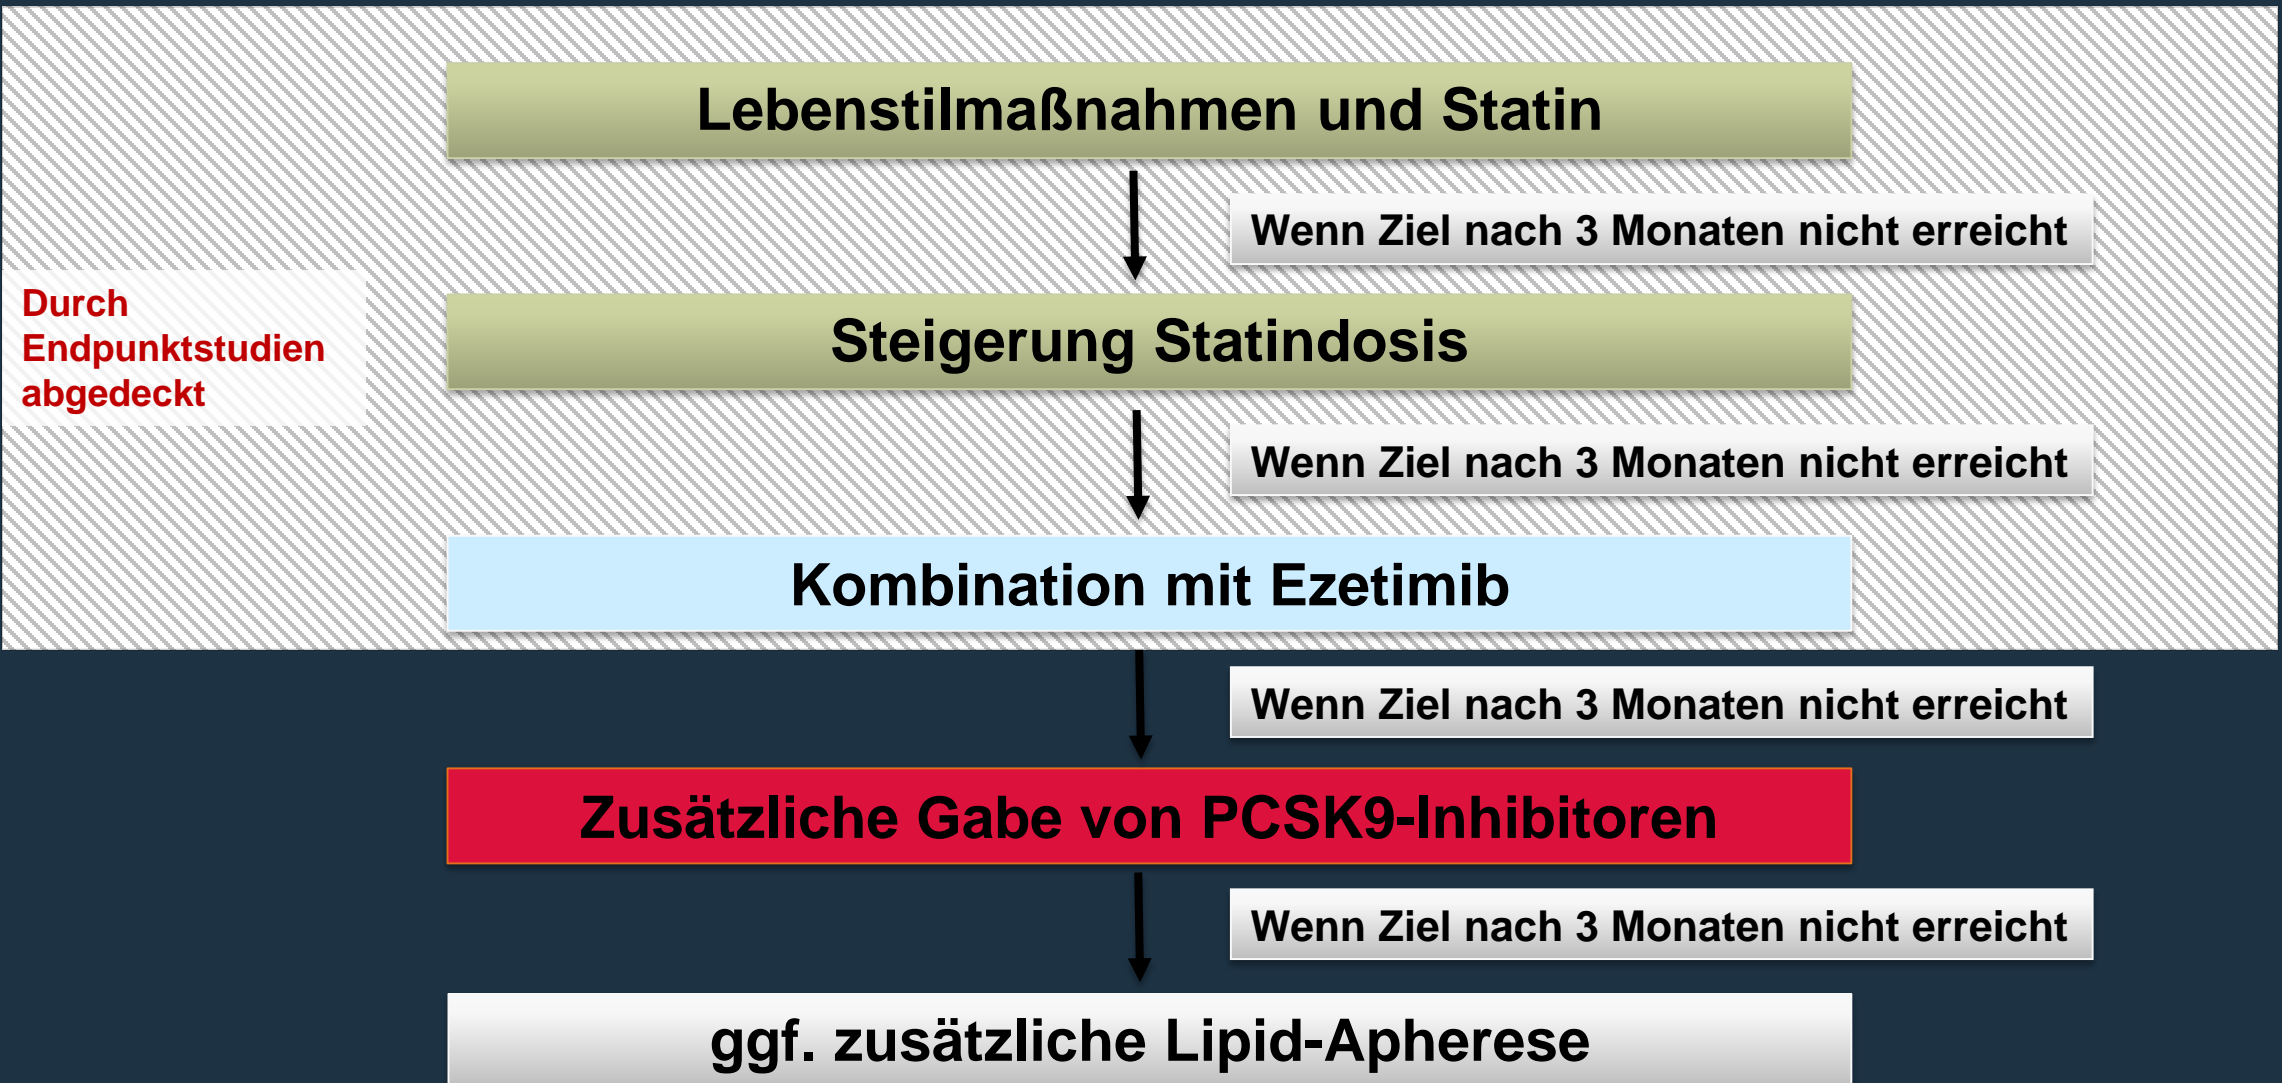 Lebenstilmaßnahmen und Statin
Wenn Ziel nach 3 Monaten nicht erreicht
Durch
Endpunktstudien
abgedeckt
Steigerung Statindosis
Wenn Ziel nach 3 Monaten nicht erreicht
Kombination mit Ezetimib
Wenn Ziel nach 3 Monaten nicht erreicht
Zusätzliche Gabe von PCSK9-Inhibitoren
Wenn Ziel nach 3 Monaten nicht erreicht
ggf. zusätzliche Lipid-Apherese